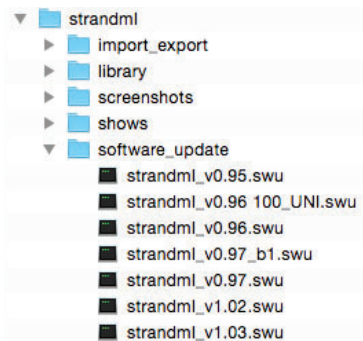 strandml
import_export
library
screenshots
shows
software_update
strandml_v0.95.swu
strandml_v0.96 100_UNI.swu
strandml_v0.96.swu
strandml_v0.97_b1.swu
strandml_v0.97.swu
strandml_v1.02.swu
strandml_v1.03.swu